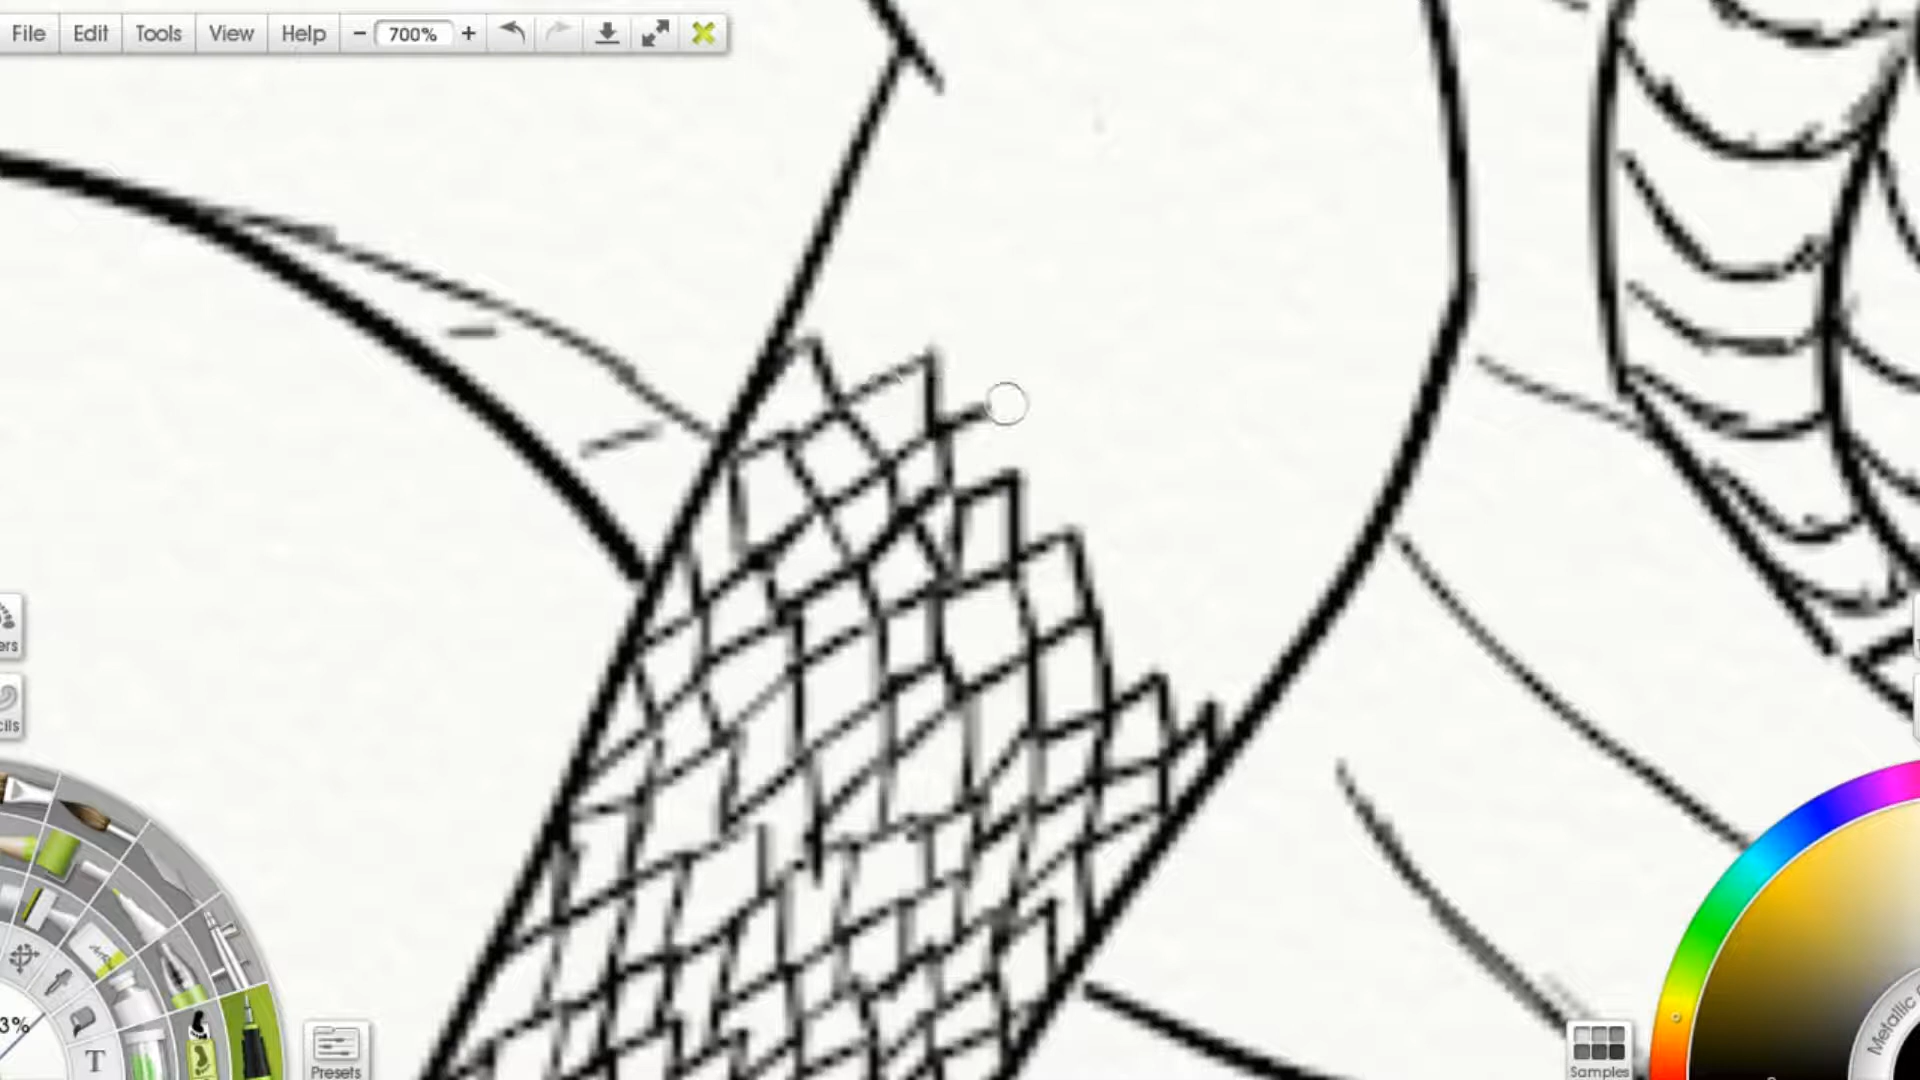 File Edit Tools View Help − 700% +
ers
cils
3%
T
Presets
Samples
Metallic